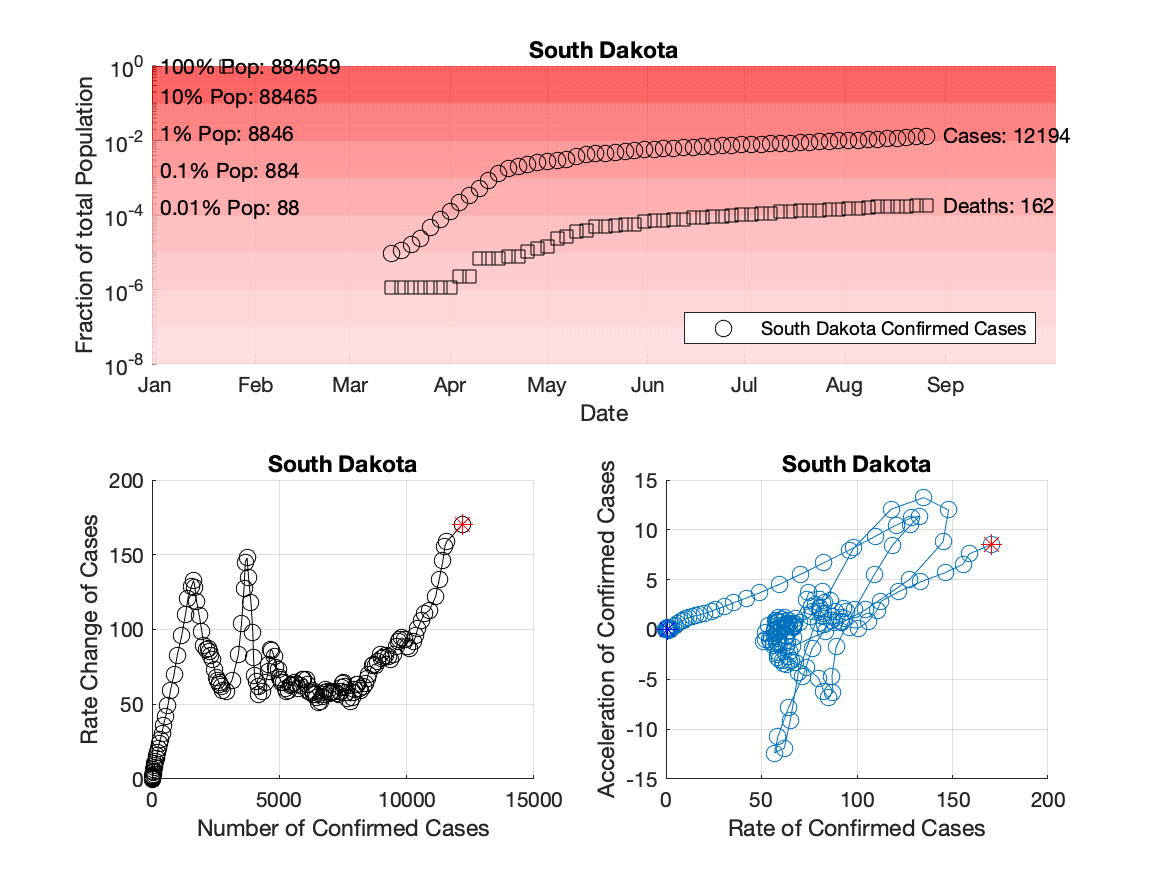 South Dakota
Fraction of total Population
10^0
10^-2
10^-4
10^-6
10^-8
100% Pop: 884659
10% Pop: 88465
1% Pop: 8846
0.1% Pop: 884
0.01% Pop: 88
Cases: 12194
Deaths: 162
South Dakota Confirmed Cases
Jan Feb Mar Apr May Jun Jul Aug Sep
Date
South Dakota
Rate Change of Cases
200
150
100
50
0
0 5000 10000 15000
Number of Confirmed Cases
South Dakota
Acceleration of Confirmed Cases
15
10
5
0
-5
-10
-15
0 50 100 150 200
Rate of Confirmed Cases